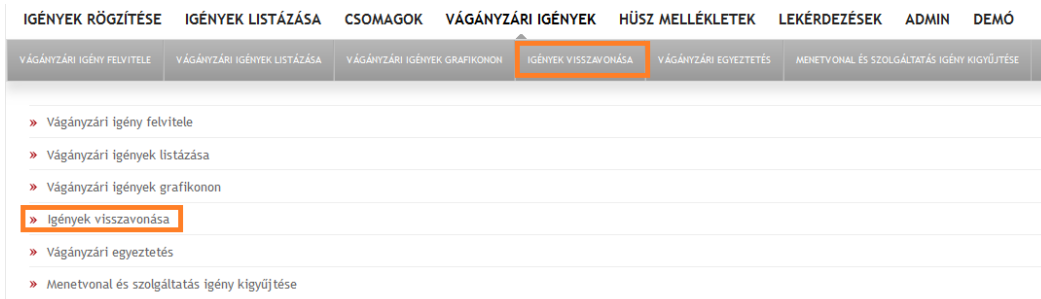 IGÉNYEK RÖGZÍTÉSE IGÉNYEK LISTÁZÁSA CSOMAGOK VÁGÁNYZÁRI IGÉNYEK HÜSZ MELLÉKLETEK LEKÉRDEZÉSEK ADMIN DEMÓ
VÁGÁNYZÁRI IGÉNY FELVITELE VÁGÁNYZÁRI IGÉNYEK LISTÁZÁSA VÁGÁNYZÁRI IGÉNYEK GRAFIKONON IGÉNYEK VISSZAVONÁSA VÁGÁNYZÁRI EGYEZTETÉS MENETVONAL ÉS SZOLGÁLTATÁS IGÉNY KIGYŰJTÉSE
» Vágányzári igény felvitele
» Vágányzári igények listázása
» Vágányzári igények grafikonon
» Igények visszavonása
» Vágányzári egyeztetés
» Menetvonal és szolgáltatás igény kigyűjtése